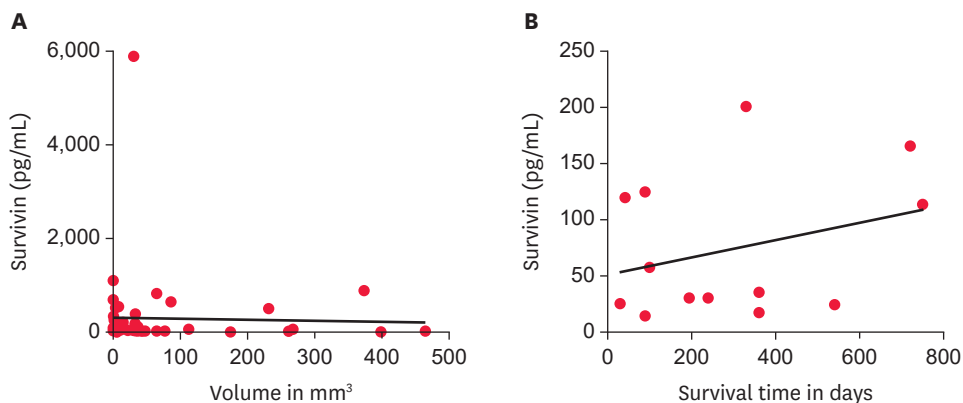 A
Survivin (pg/mL)
6,000
4,000
2,000
0
0 100 200 300 400 500
Volume in mm³
B
Survivin (pg/mL)
250
200
150
100
50
0
0 200 400 600 800
Survival time in days